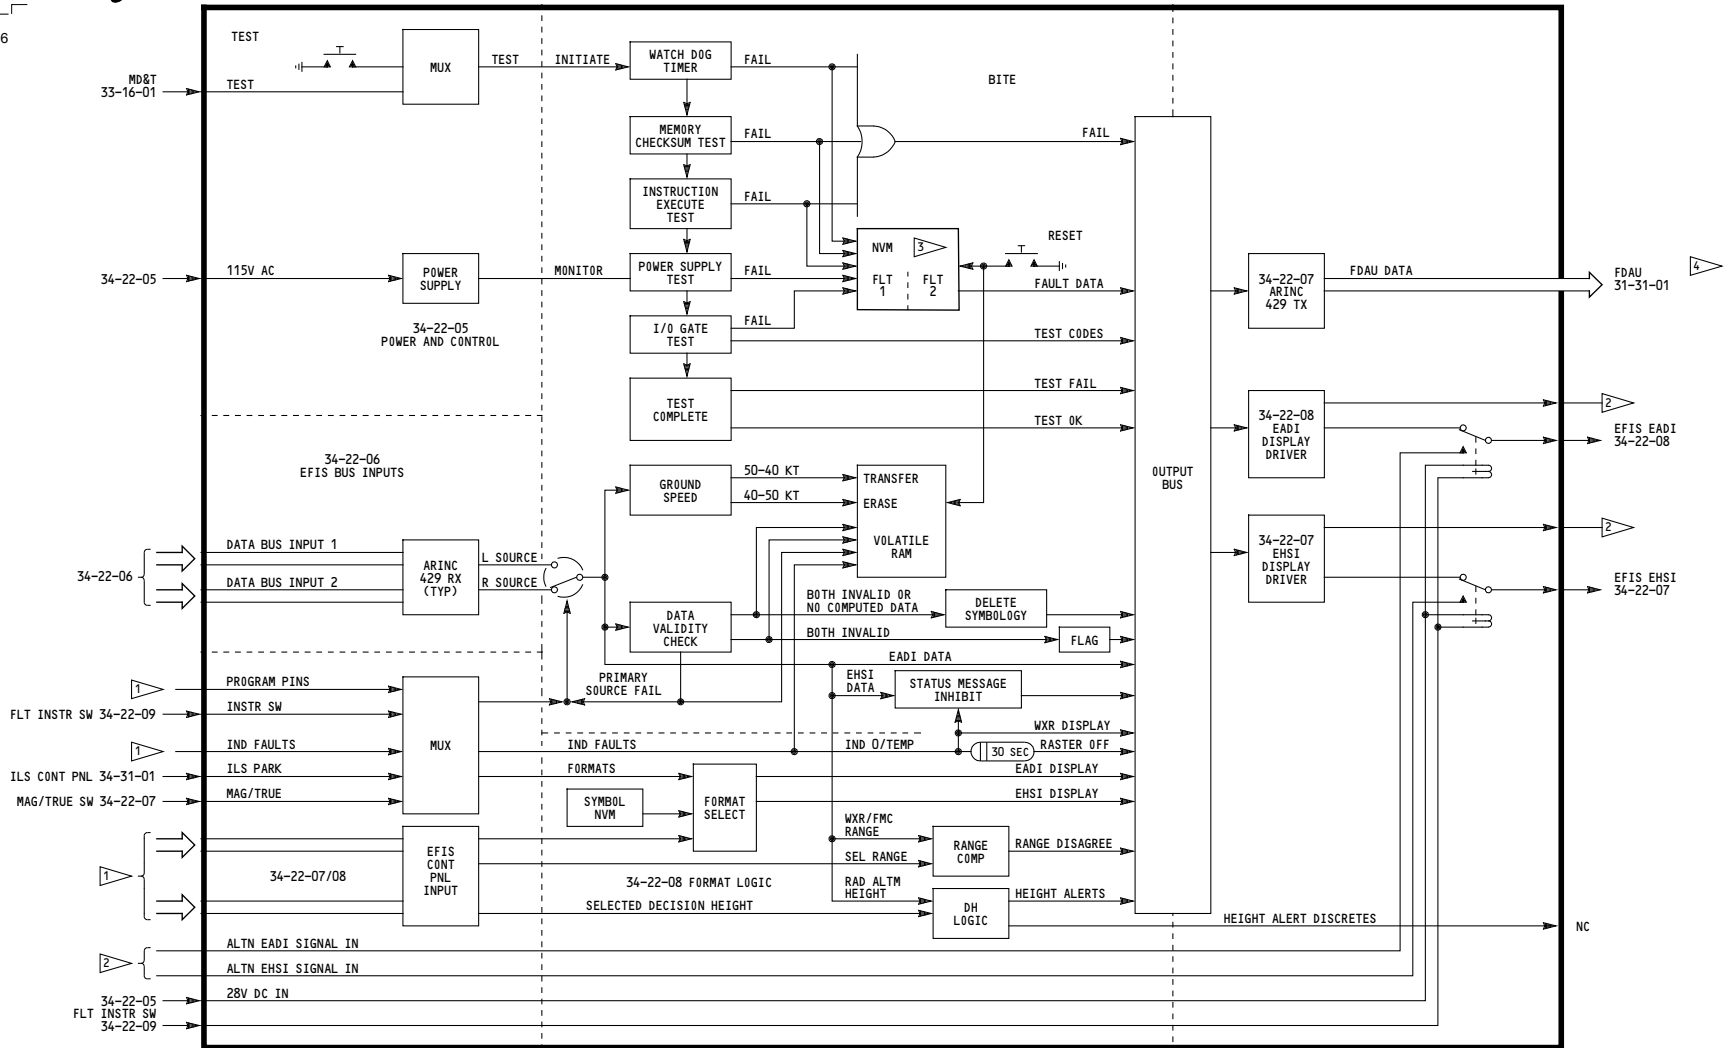 6
TEST
MD&T
33-16-01
TEST
MUX
TEST
INITIATE
WATCH DOG
TIMER
FAIL
BITE
MEMORY
CHECKSUM TEST
FAIL
FAIL
INSTRUCTION
EXECUTE
TEST
FAIL
34-22-05
115V AC
POWER
SUPPLY
MONITOR
POWER SUPPLY
TEST
FAIL
34-22-05
POWER AND CONTROL
NVM
3
FLT
1
FLT
2
RESET
FAULT DATA
I/O GATE
TEST
FAIL
TEST CODES
TEST
COMPLETE
TEST FAIL
TEST OK
34-22-07
ARINC
429 TX
FDAU DATA
FDAU
31-31-01
4
34-22-08
EADI
DISPLAY
DRIVER
2
EFIS EADI
34-22-08
34-22-06
EFIS BUS INPUTS
GROUND
SPEED
50-40 KT
40-50 KT
TRANSFER
ERASE
VOLATILE
RAM
OUTPUT
BUS
34-22-07
EHSI
DISPLAY
DRIVER
2
EFIS EHSI
34-22-07
34-22-06
DATA BUS INPUT 1
DATA BUS INPUT 2
ARINC
429 RX
(TYP)
L SOURCE
R SOURCE
DATA
VALIDITY
CHECK
BOTH INVALID OR
NO COMPUTED DATA
DELETE
SYMBOLOGY
BOTH INVALID
FLAG
EADI DATA
PRIMARY
SOURCE FAIL
EHSI
DATA
STATUS MESSAGE
INHIBIT
1
PROGRAM PINS
FLT INSTR SW 34-22-09
INSTR SW
1
IND FAULTS
ILS CONT PNL 34-31-01
ILS PARK
MAG/TRUE SW 34-22-07
MAG/TRUE
MUX
IND FAULTS
IND O/TEMP
WXR DISPLAY
30 SEC
RASTER OFF
FORMATS
FORMAT
SELECT
EADI DISPLAY
EHSI DISPLAY
SYMBOL
NVM
1
34-22-07/08
EFIS
CONT
PNL
INPUT
34-22-08 FORMAT LOGIC
WXR/FMC
RANGE
SEL RANGE
RANGE
COMP
RANGE DISAGREE
RAD ALTM
HEIGHT
SELECTED DECISION HEIGHT
DH
LOGIC
HEIGHT ALERTS
HEIGHT ALERT DISCRETES
NC
2
ALTN EADI SIGNAL IN
ALTN EHSI SIGNAL IN
34-22-05
28V DC IN
FLT INSTR SW
34-22-09